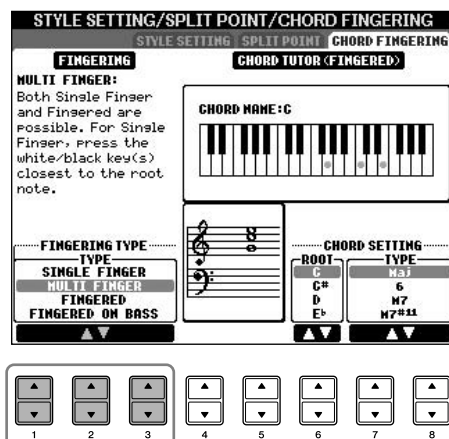 STYLE SETTING/SPLIT POINT/CHORD FINGERING
STYLE SETTING SPLIT POINT CHORD FINGERING
FINGERING
MULTI FINGER:
Both Single Finger
and Fingered are
possible. For Single
Finger, press the
white/black key(s)
closest to the root
note.
CHORD TUTOR (FINGERED)
CHORD NAME:C
FINGERING TYPE
TYPE
SINGLE FINGER
MULTI FINGER
FINGERED
FINGERED ON BASS
▲▼
CHORD SETTING
ROOT TYPE
C Maj
C# 6
D M7
E♭ M7#11
▲▼ ▲▼
1 2 3 4 5 6 7 8